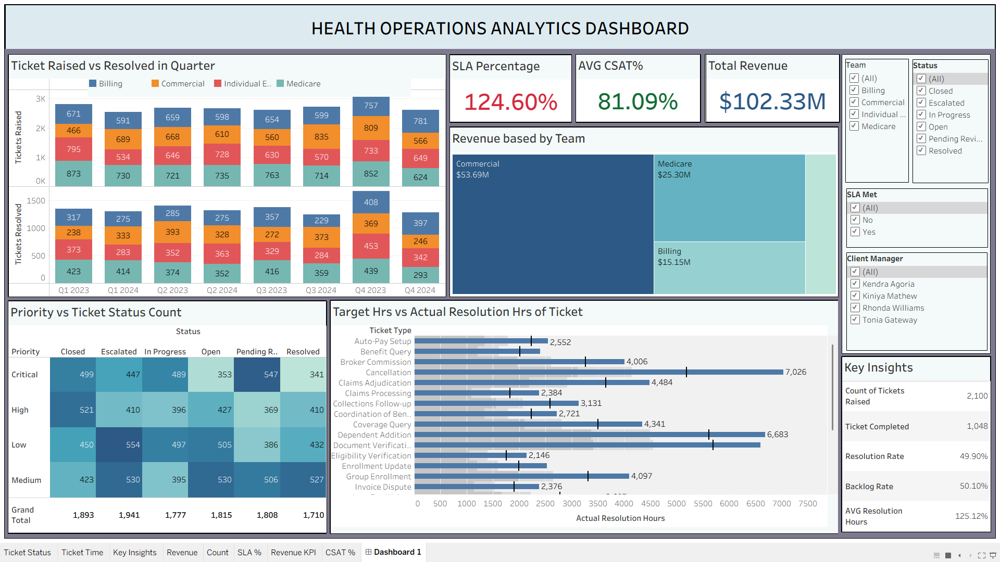 HEALTH OPERATIONS ANALYTICS DASHBOARD
Ticket Raised vs Resolved in Quarter
Billing Commercial Individual E.. Medicare
Tickets Raised
3K
2K
1K
0K
671 591 659 598 654 599 757 781
466 689 668 610 560 835 809 566
795 534 646 728 630 570 733 649
873 730 721 735 763 714 852 624
Tickets Resolved
1500
1000
500
0
317 275 285 275 357 229 408 397
238 333 393 328 272 373 369 246
373 283 352 363 329 284 453 342
423 414 374 352 416 359 439 293
Q1 2023 Q1 2024 Q2 2023 Q2 2024 Q3 2023 Q3 2024 Q4 2023 Q4 2024
SLA Percentage
124.60%
AVG CSAT%
81.09%
Total Revenue
$102.33M
Revenue based by Team
Commercial
$53.69M
Medicare
$25.30M
Billing
$15.15M
Team
(All)
Billing
Commercial
Individual ...
Medicare
Status
(All)
Closed
Escalated
In Progress
Open
Pending Revi...
Resolved
SLA Met
(All)
No
Yes
Client Manager
(All)
Kendra Agoria
Kiniya Mathew
Rhonda Williams
Tonia Gateway
Priority vs Ticket Status Count
Status
Priority Closed Escalated In Progress Open Pending R.. Resolved
Critical 499 447 489 353 547 341
High 521 410 396 427 369 410
Low 450 554 497 505 386 432
Medium 423 530 395 530 506 527
Grand
Total 1,893 1,941 1,777 1,815 1,808 1,710
Target Hrs vs Actual Resolution Hrs of Ticket
Ticket Type
Auto-Pay Setup 2,552
Benefit Query
Broker Commission 4,006
Cancellation 7,026
Claims Adjudication 4,484
Claims Processing 2,384
Collections Follow-up 3,131
Coordination of Ben.. 2,721
Coverage Query 4,341
Dependent Addition 6,683
Document Verificati..
Eligibility Verification 2,146
Enrollment Update
Group Enrollment 4,097
Invoice Dispute 2,376
0 500 1000 1500 2000 2500 3000 3500 4000 4500 5000 5500 6000 6500 7000 7500
Actual Resolution Hours
Key Insights
Count of Tickets
Raised 2,100
Ticket Completed 1,048
Resolution Rate 49.90%
Backlog Rate 50.10%
AVG Resolution
Hours 125.12%
Ticket Status Ticket Time Key Insights Revenue Count SLA % Revenue KPI CSAT % Dashboard 1